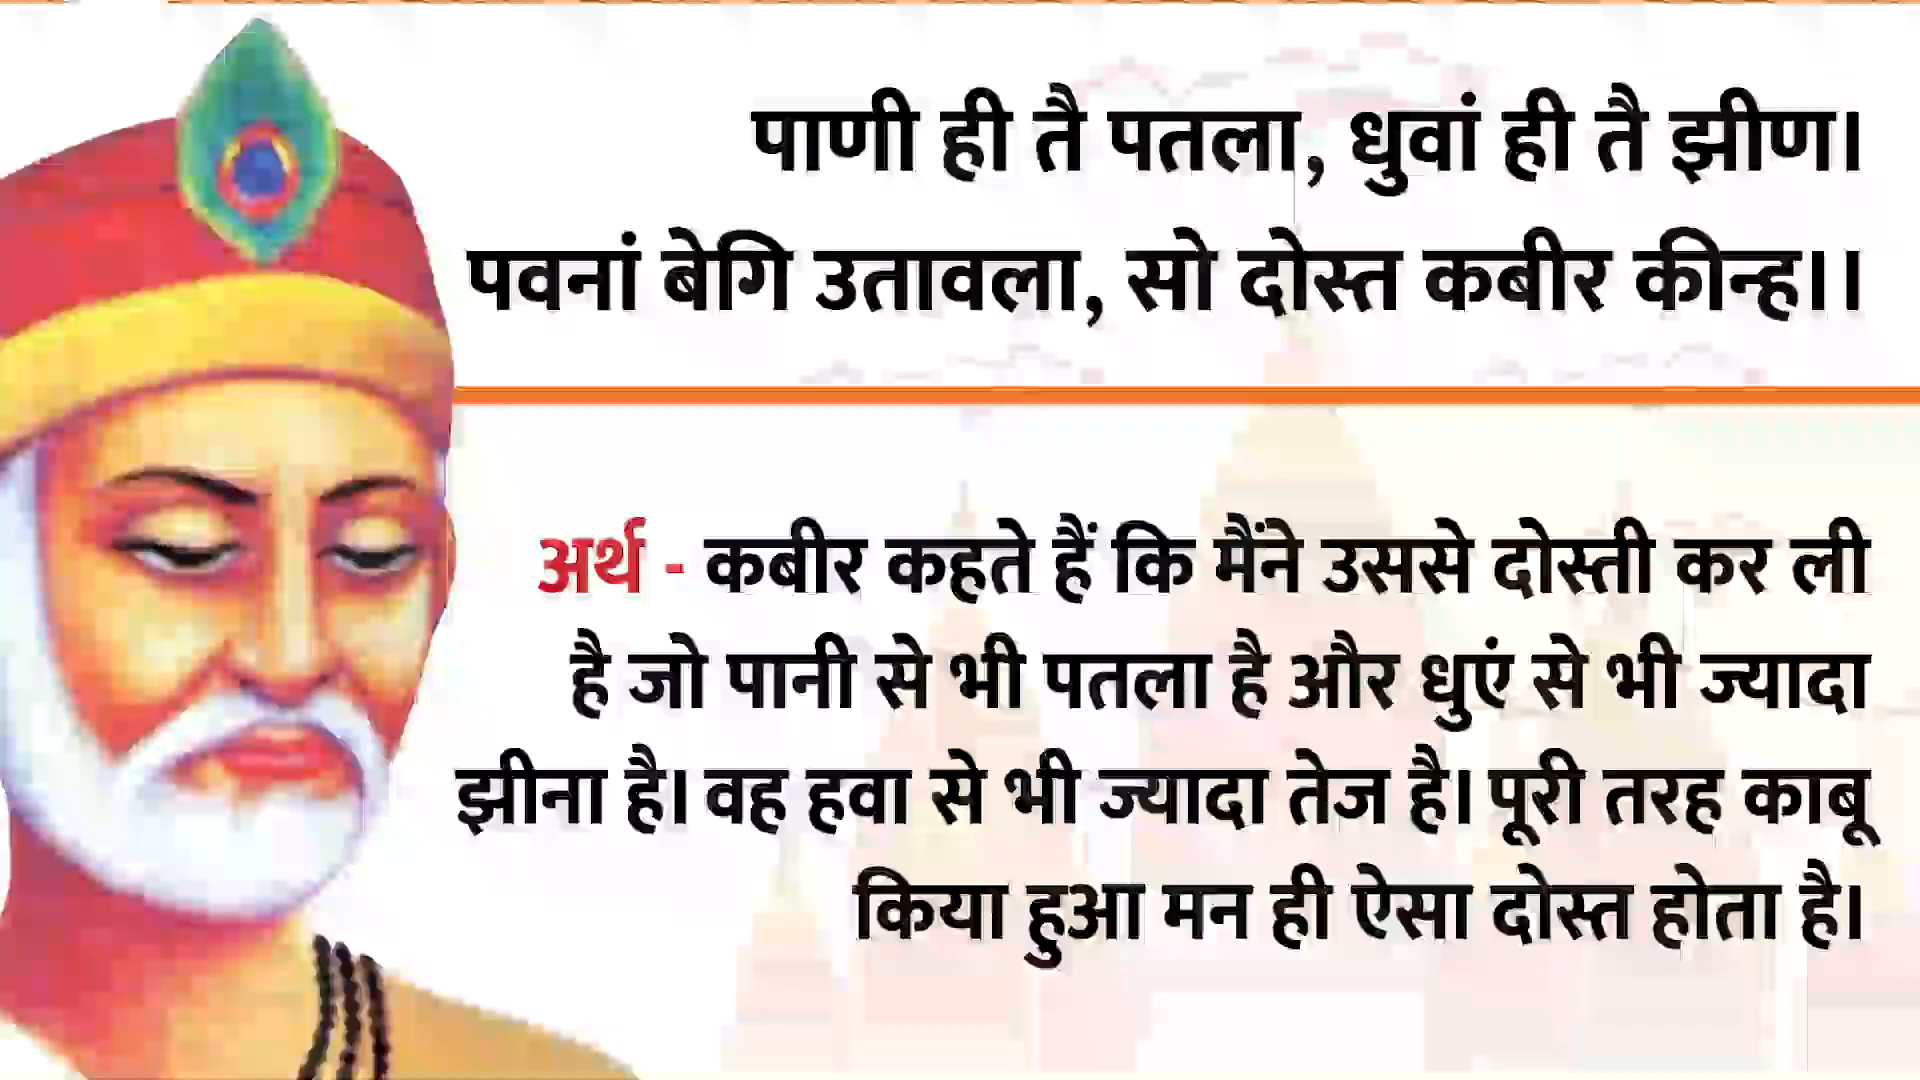 पाणी ही तै पतला, धुवां ही तै झीण।
पवनां बेगि उतावला, सो दोस्त कबीर कीन्ह।।
अर्थ - कबीर कहते हैं कि मैंने उससे दोस्ती कर ली
है जो पानी से भी पतला है और धुएं से भी ज्यादा
झीना है। वह हवा से भी ज्यादा तेज है। पूरी तरह काबू
किया हुआ मन ही ऐसा दोस्त होता है।